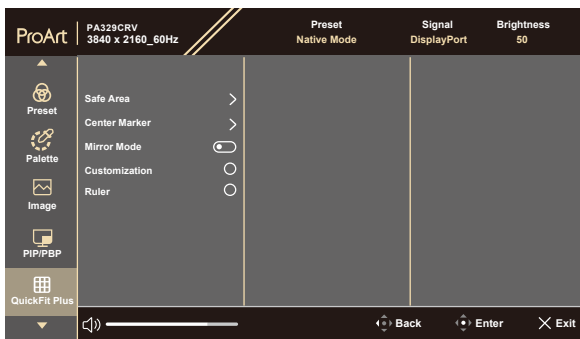 ProArt
PA329CRV
3840 x 2160_60Hz
Preset
Native Mode
Signal
DisplayPort
Brightness
50
Preset
Palette
Image
PIP/PBP
QuickFit Plus
Safe Area
Center Marker
Mirror Mode
Customization
Ruler
Back
Enter
Exit